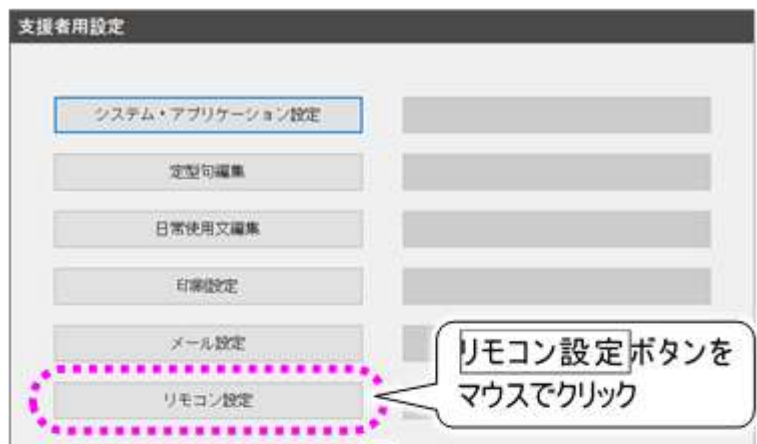 支援者用設定
システム・アプリケーション設定
定型句編集
日常使用文編集
印刷設定
メール設定
リモコン設定
リモコン設定ボタンを
マウスでクリック